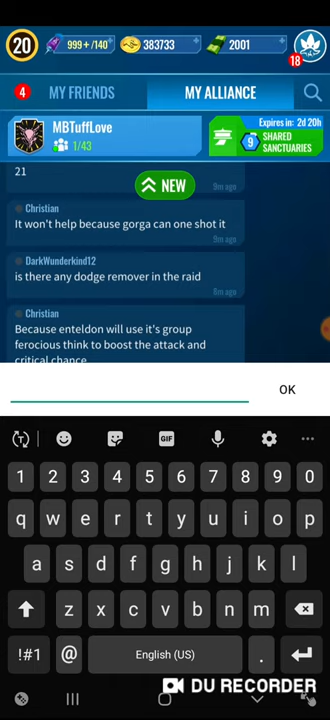 20 999+/140+ 383733 2001 18
4 MY FRIENDS MY ALLIANCE
MBTuffLove
1/43
Expires in: 2d 20h
9 SHARED
SANCTUARIES
21
NEW
9m ago
Christian
It won't help because gorga can one shot it
9m ago
DarkWunderkind12
is there any dodge remover in the raid
8m ago
Christian
Because enteldon will use it's group
ferocious think to boost the attack and
critical chance
OK
T GIF
1 2 3 4 5 6 7 8 9 0
q w e r t y u i o p
a s d f g h j k l
z x c v b n m
!#1 @ English (US) .
DU RECORDER